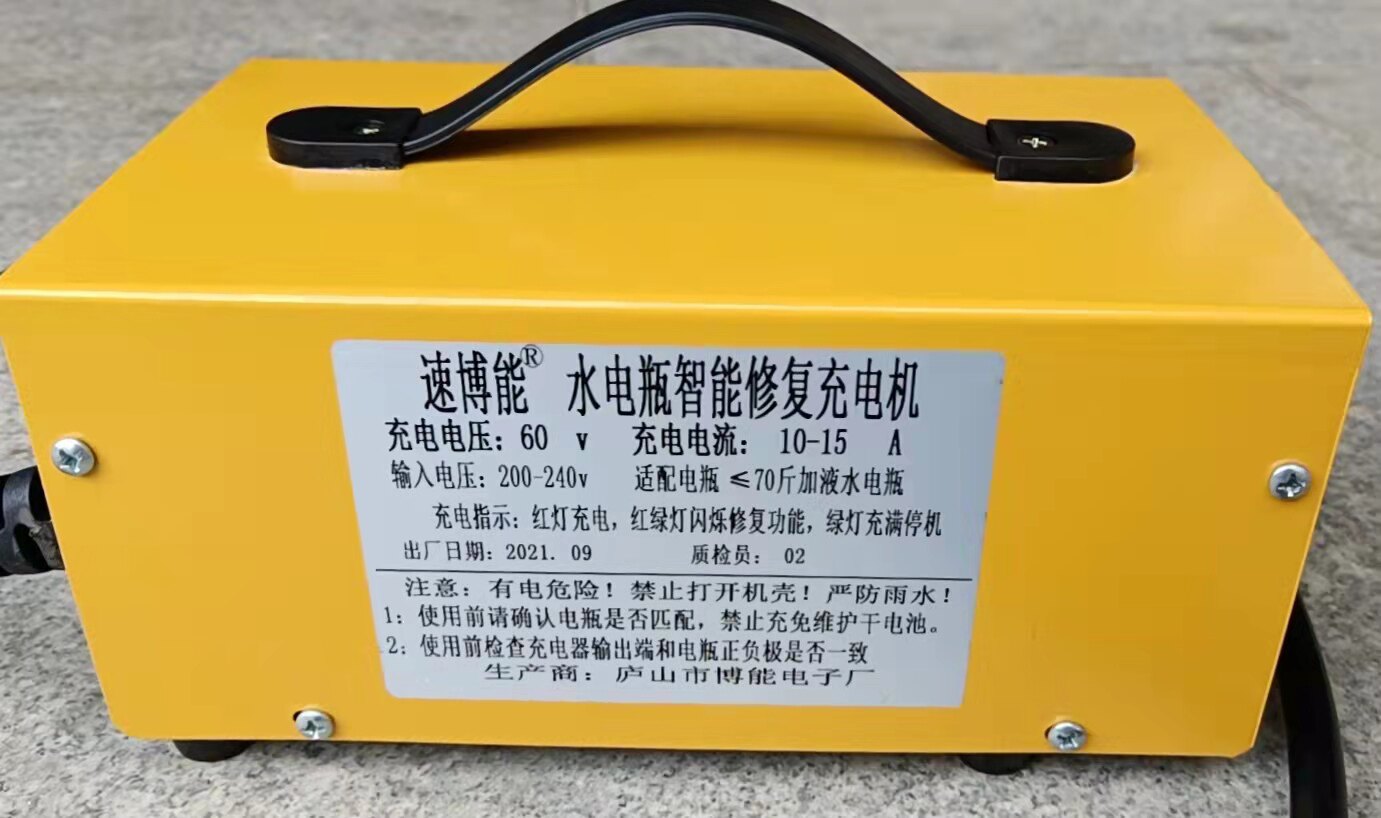 速博能® 水电瓶智能修复充电机
充电电压：60 v 充电电流：10-15 A
输入电压：200-240v 适配电瓶 ≤70斤加液水电瓶
充电指示：红灯充电，红绿灯闪烁修复功能，绿灯充满停机
出厂日期：2021. 09 质检员： 02
注意：有电危险！禁止打开机壳！严防雨水！
1：使用前请确认电瓶是否匹配，禁止充免维护干电池。
2：使用前检查充电器输出端和电瓶正负极是否一致
生产商：庐山市博能电子厂